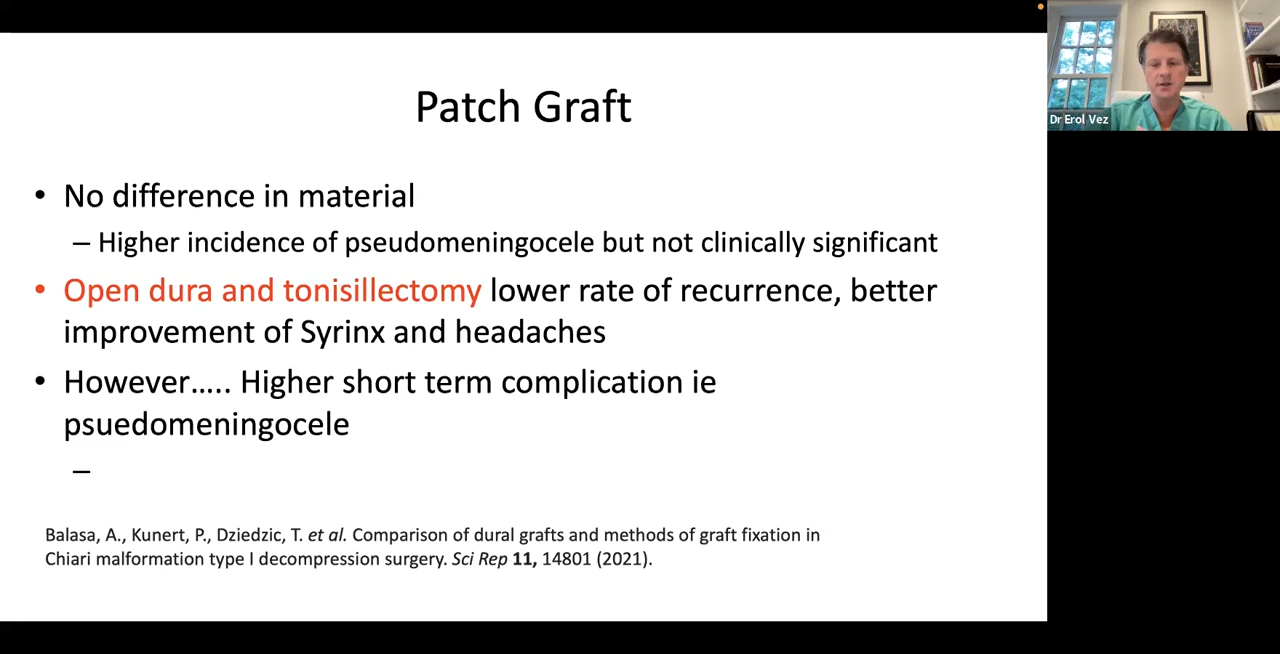 Patch Graft
• No difference in material
– Higher incidence of pseudomeningocele but not clinically significant
• Open dura and tonisillectomy lower rate of recurrence, better
improvement of Syrinx and headaches
• However….. Higher short term complication ie
psuedomeningocele
–
Balasa, A., Kunert, P., Dziedzic, T. et al. Comparison of dural grafts and methods of graft fixation in
Chiari malformation type I decompression surgery. Sci Rep 11, 14801 (2021).
Dr Erol Vez